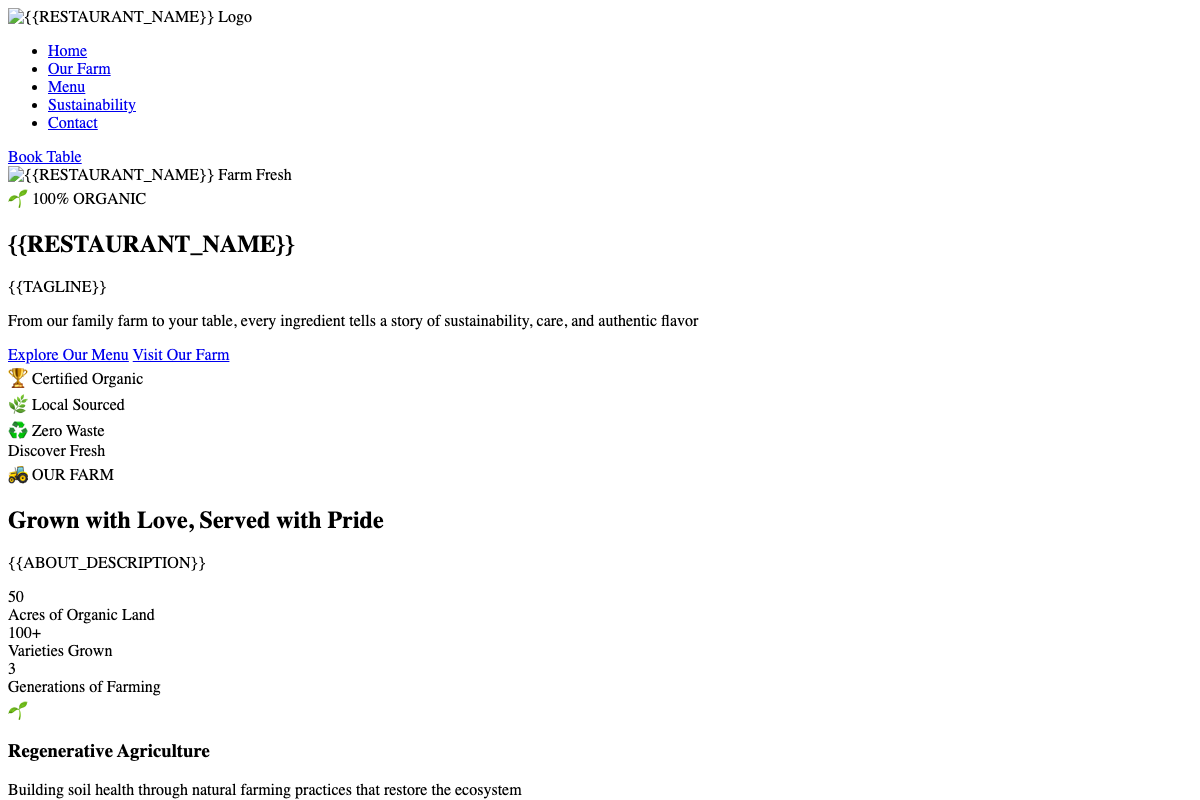 {{RESTAURANT_NAME}} Logo
Home
Our Farm
Menu
Sustainability
Contact
Book Table
{{RESTAURANT_NAME}} Farm Fresh
🌱 100% ORGANIC
{{RESTAURANT_NAME}}
{{TAGLINE}}
From our family farm to your table, every ingredient tells a story of sustainability, care, and authentic flavor
Explore Our Menu Visit Our Farm
🏆 Certified Organic
🌿 Local Sourced
♻️ Zero Waste
Discover Fresh
🚜 OUR FARM
Grown with Love, Served with Pride
{{ABOUT_DESCRIPTION}}
50
Acres of Organic Land
100+
Varieties Grown
3
Generations of Farming
🌱
Regenerative Agriculture
Building soil health through natural farming practices that restore the ecosystem